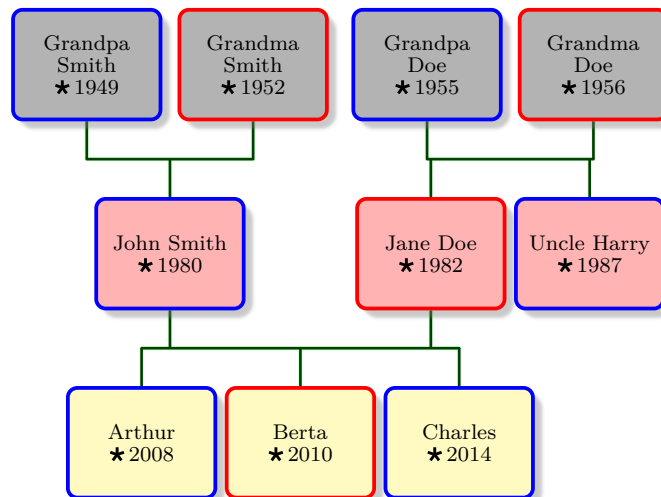 Grandpa
Smith
★1949
Grandma
Smith
★1952
Grandpa
Doe
★1955
Grandma
Doe
★1956
John Smith
★1980
Jane Doe
★1982
Uncle Harry
★1987
Arthur
★2008
Berta
★2010
Charles
★2014